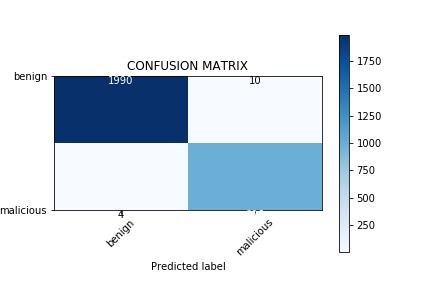 CONFUSION MATRIX
benign
1990 10
malicious
4
benign malicious
Predicted label
1750
1500
1250
1000
750
500
250